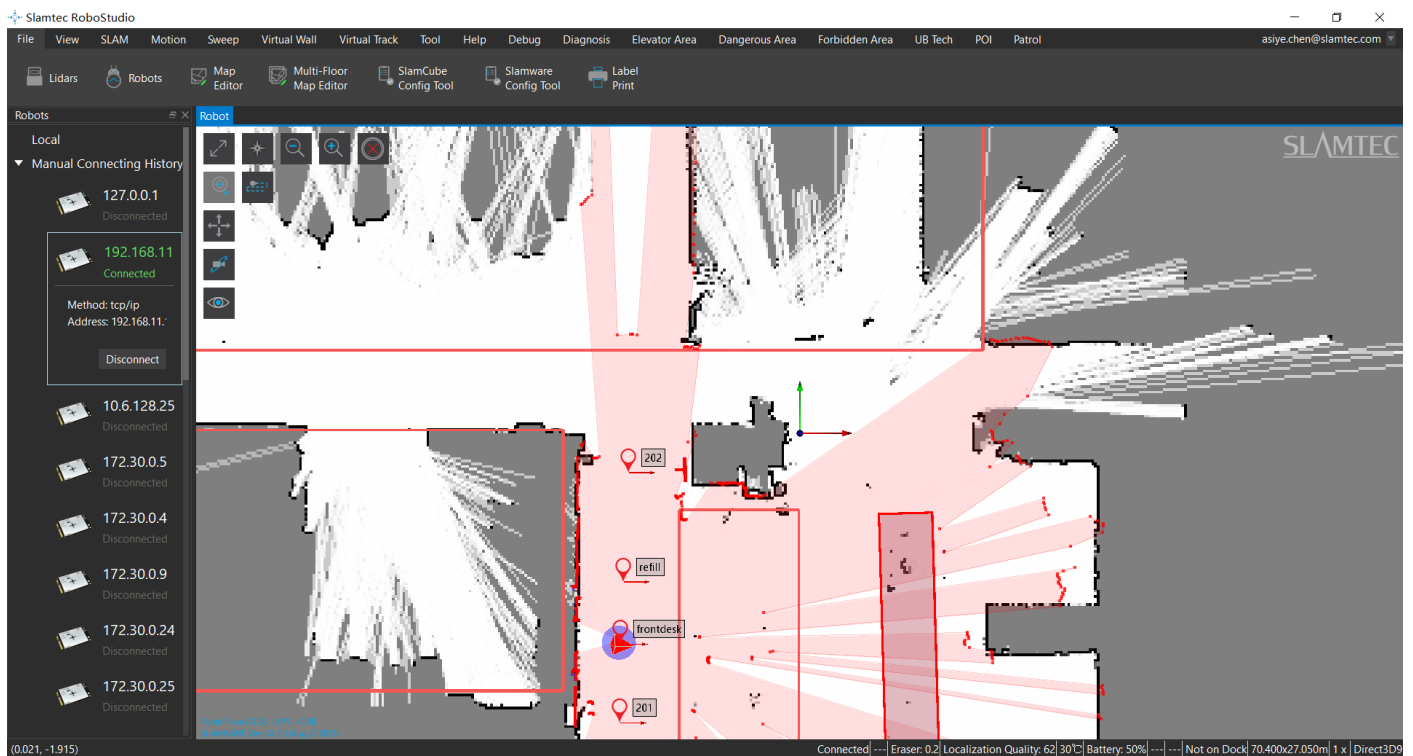 Slamtec RoboStudio
File View SLAM Motion Sweep Virtual Wall Virtual Track Tool Help Debug Diagnosis Elevator Area Dangerous Area Forbidden Area UB Tech POI Patrol asiye.chen@slamtec.com
Lidars Robots Map Editor Multi-Floor Map Editor SlamCube Config Tool Slamware Config Tool Label Print
Robots
Robot
Local
Manual Connecting History
127.0.0.1
Disconnected
192.168.11
Connected
Method: tcp/ip
Address: 192.168.11.
Disconnect
10.6.128.25
Disconnected
172.30.0.5
Disconnected
172.30.0.4
Disconnected
172.30.0.9
Disconnected
172.30.0.24
Disconnected
172.30.0.25
Disconnected
SLAMTEC
202
refill
frontdesk
201
(0.021, -1.915)
Connected --- Eraser: 0.2 Localization Quality: 62 30℃ Battery: 50% --- --- Not on Dock 70.400x27.050m 1 x Direct3D9